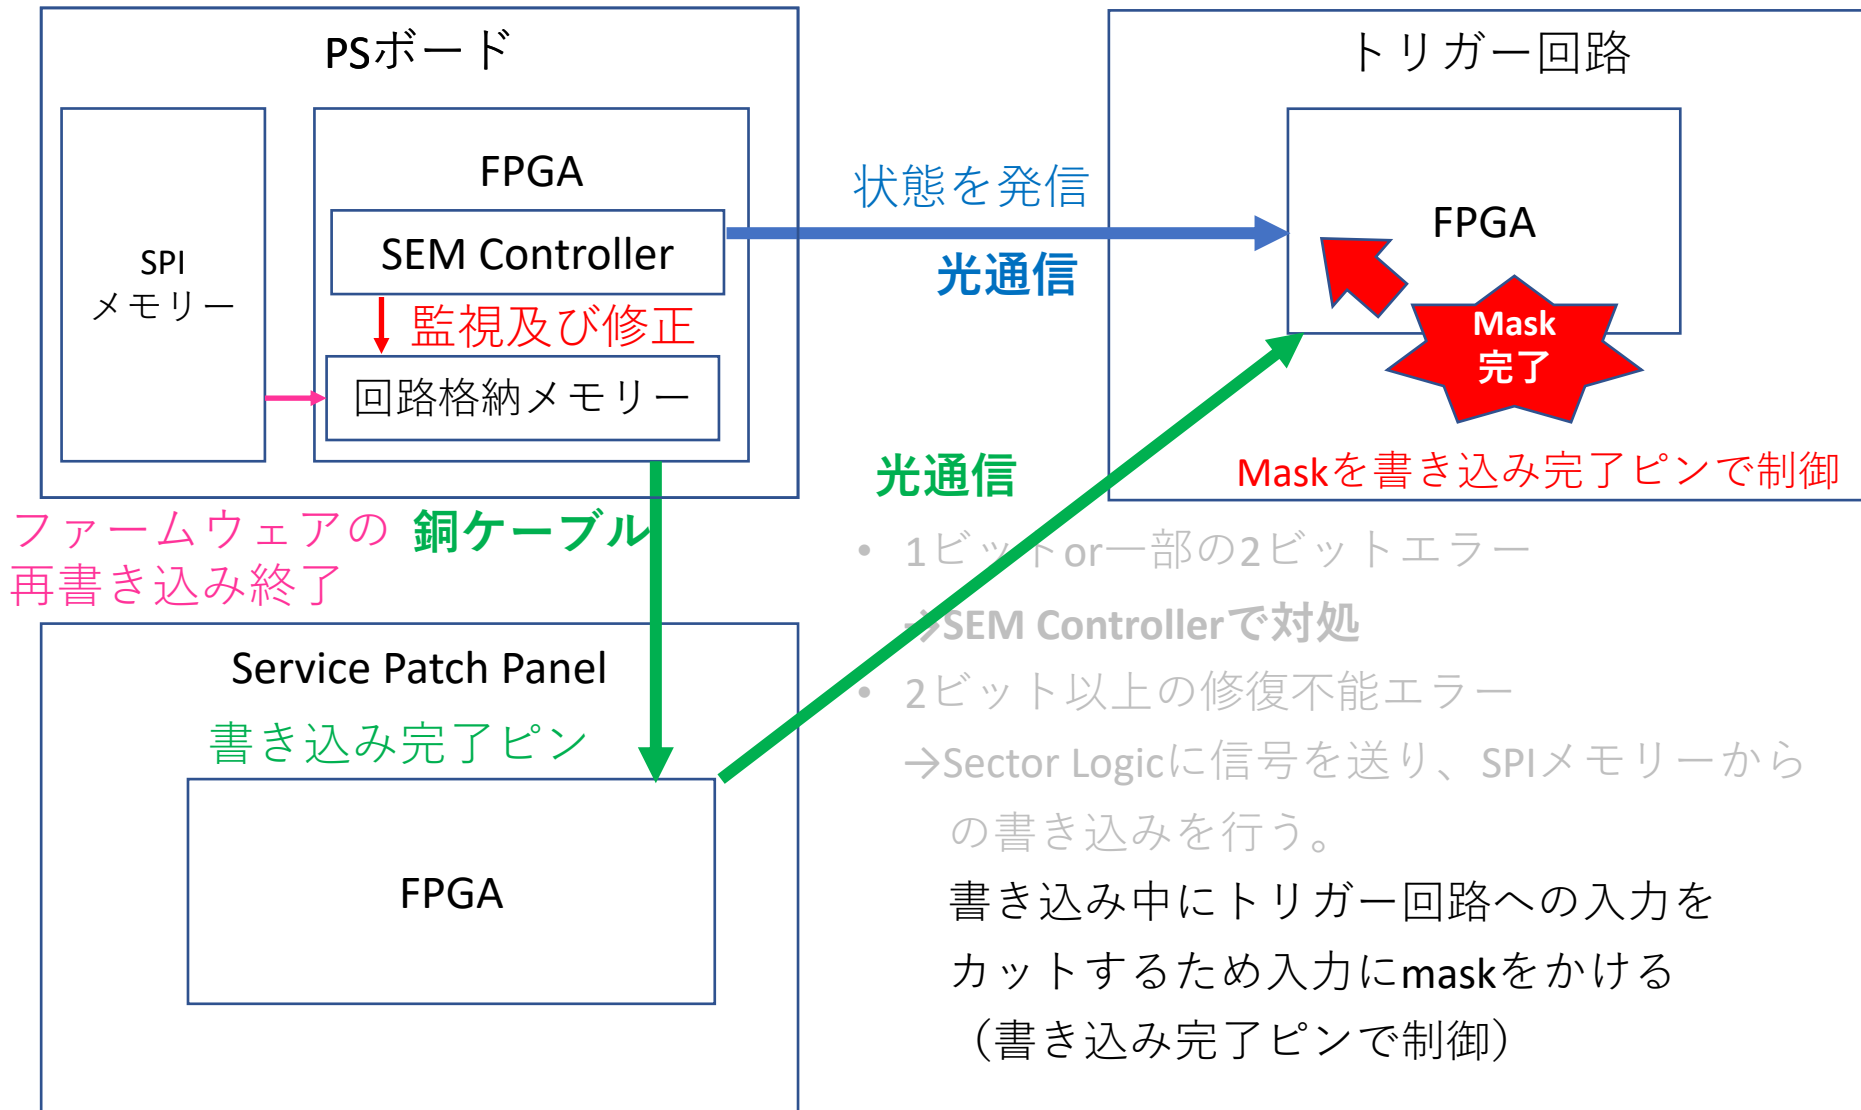 PSボード
SPI
メモリー
FPGA
SEM Controller
監視及び修正
回路格納メモリー
状態を発信
光通信
トリガー回路
FPGA
Mask
完了
Maskを書き込み完了ピンで制御
ファームウェアの
再書き込み終了
銅ケーブル
光通信
Service Patch Panel
書き込み完了ピン
FPGA
• 1ビットor一部の2ビットエラー
→SEM Controllerで対処
• 2ビット以上の修復不能エラー
→Sector Logicに信号を送り、SPIメモリーから
の書き込みを行う。
書き込み中にトリガー回路への入力を
カットするため入力にmaskをかける
（書き込み完了ピンで制御）